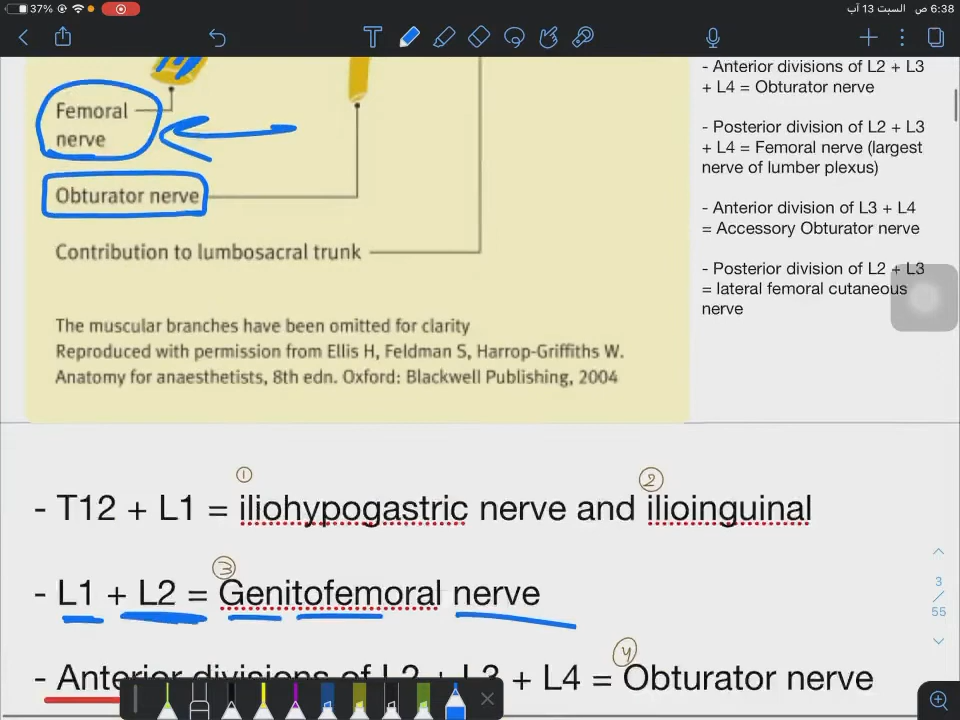 37%
6:38 ص السبت 13 آب
Femoral
nerve
Obturator nerve
Contribution to lumbosacral trunk
The muscular branches have been omitted for clarity
Reproduced with permission from Ellis H, Feldman S, Harrop-Griffiths W.
Anatomy for anaesthetists, 8th edn. Oxford: Blackwell Publishing, 2004
- Anterior divisions of L2 + L3
+ L4 = Obturator nerve
- Posterior division of L2 + L3
+ L4 = Femoral nerve (largest
nerve of lumber plexus)
- Anterior division of L3 + L4
= Accessory Obturator nerve
- Posterior division of L2 + L3
= lateral femoral cutaneous
nerve
1 2
- T12 + L1 = iliohypogastric nerve and ilioinguinal
3
- L1 + L2 = Genitofemoral nerve
4
- Anterior divisions of L2 + L3 + L4 = Obturator nerve
3
/
55